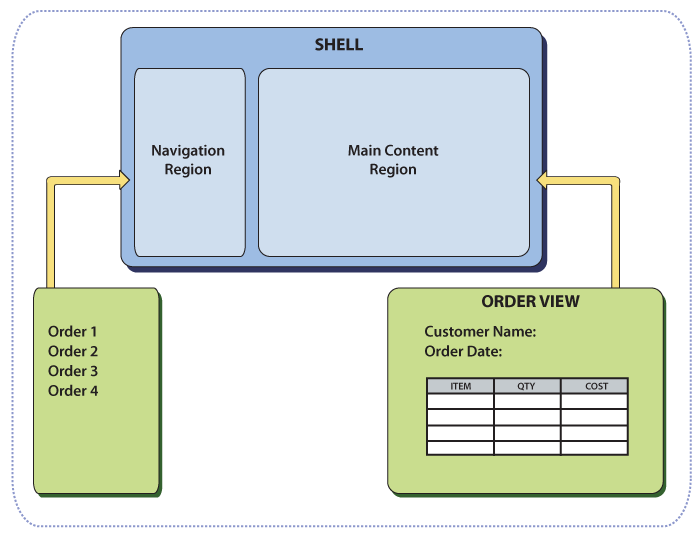 SHELL
Navigation
Region
Main Content
Region
Order 1
Order 2
Order 3
Order 4
ORDER VIEW
Customer Name:
Order Date:
ITEM QTY COST